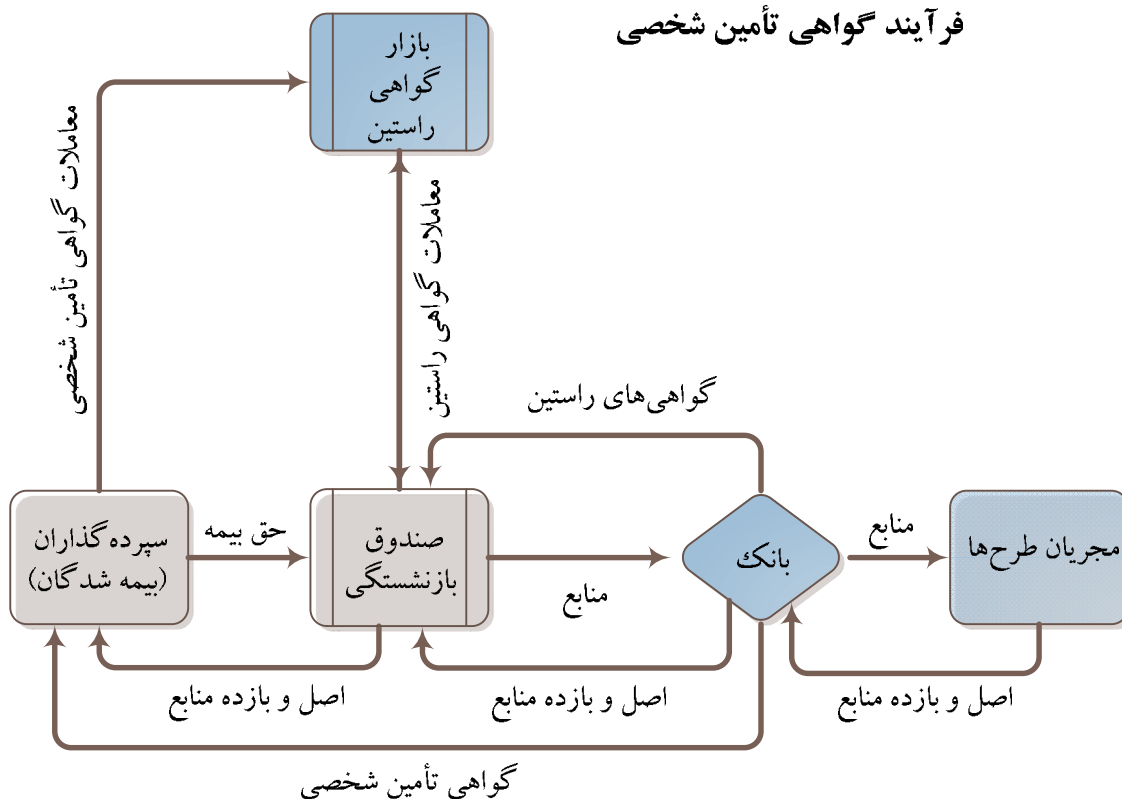 فرآیند گواهی تأمین شخصی
بازار
گواهی
راستین
معاملات گواهی تأمین شخصی
معاملات گواهی راستین
گواهی‌های راستین
مجریان طرح‌ها
منابع
بانک
منابع
صندوق
بازنشستگی
حق بیمه
سپرده‌گذاران
(بیمه شدگان)
اصل و بازده منابع
اصل و بازده منابع
اصل و بازده منابع
گواهی تأمین شخصی